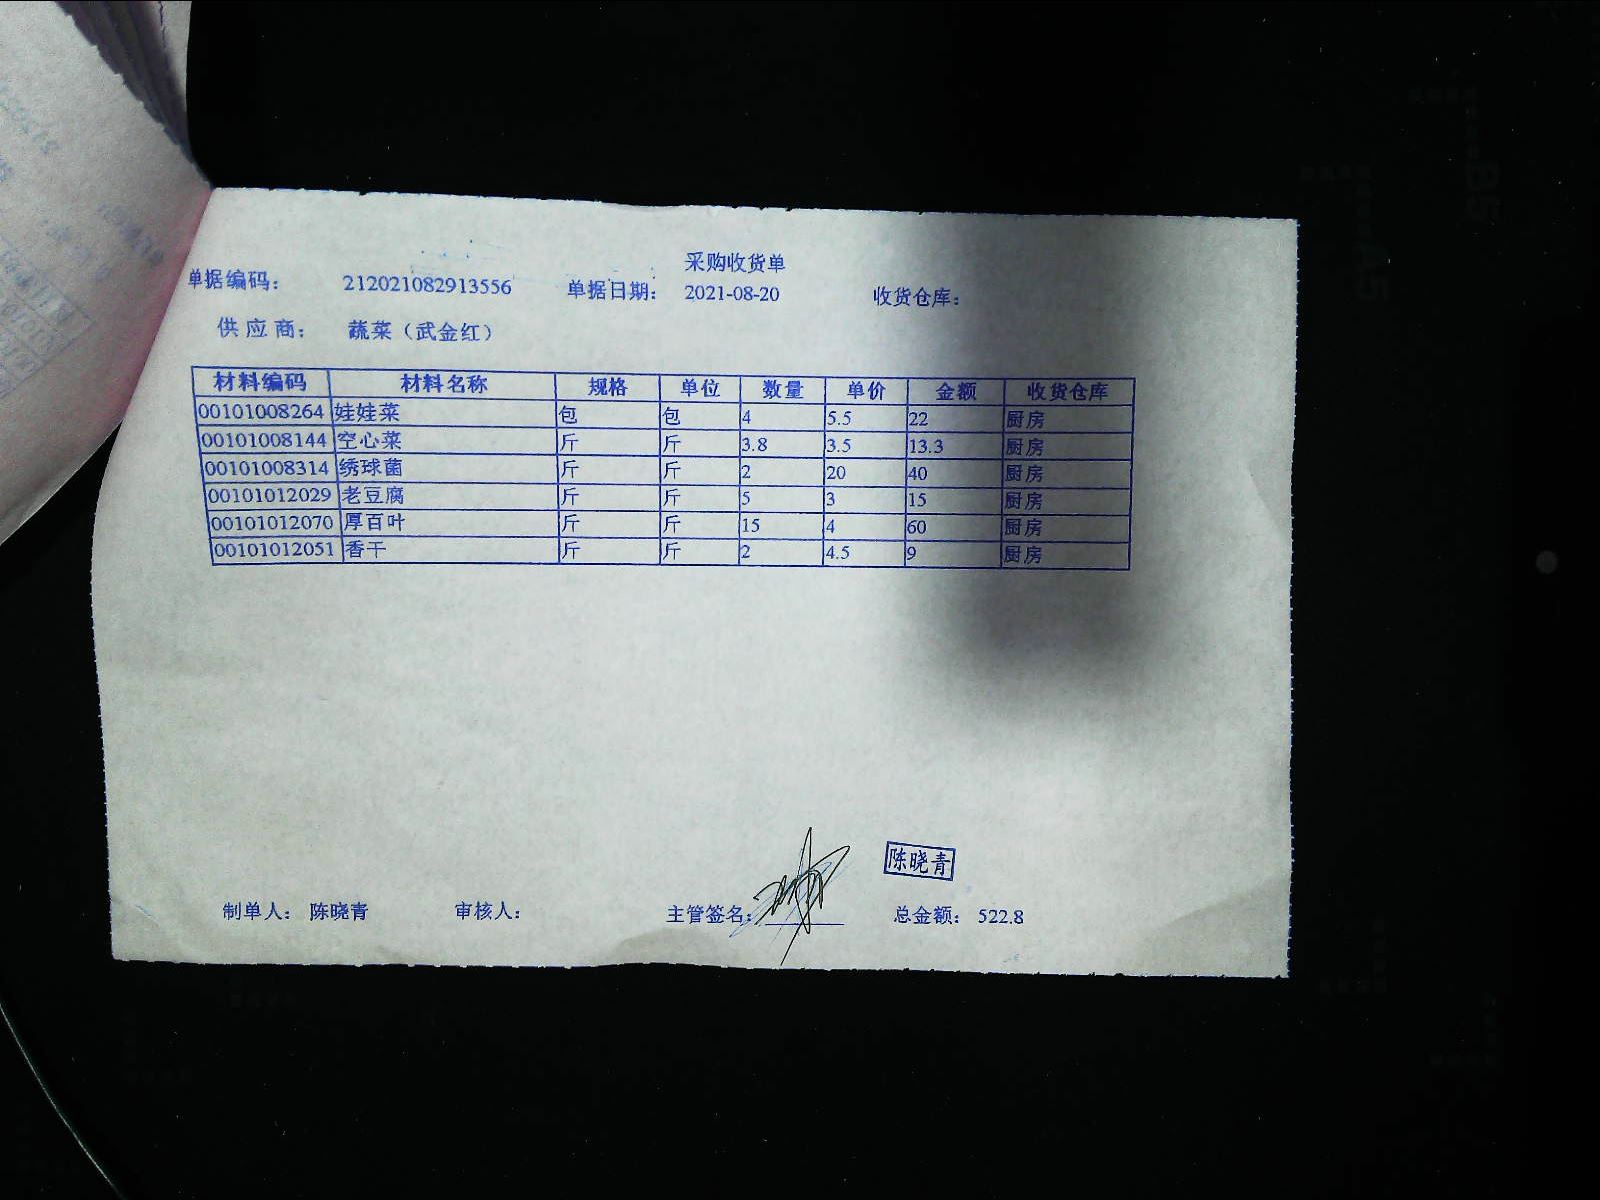 采购收货单
单据编码： 212021082913556 单据日期： 2021-08-20 收货仓库：
供应商： 蔬菜（武金红）
材料编码 材料名称 规格 单位 数量 单价 金额 收货仓库
00101008264 娃娃菜 包 包 4 5.5 22 厨房
00101008144 空心菜 斤 斤 3.8 3.5 13.3 厨房
00101008314 绣球菌 斤 斤 2 20 40 厨房
00101012029 老豆腐 斤 斤 5 3 15 厨房
00101012070 厚百叶 斤 斤 15 4 60 厨房
00101012051 香干 斤 斤 2 4.5 9 厨房
陈晓青
制单人： 陈晓青 审核人： 主管签名： 总金额： 522.8